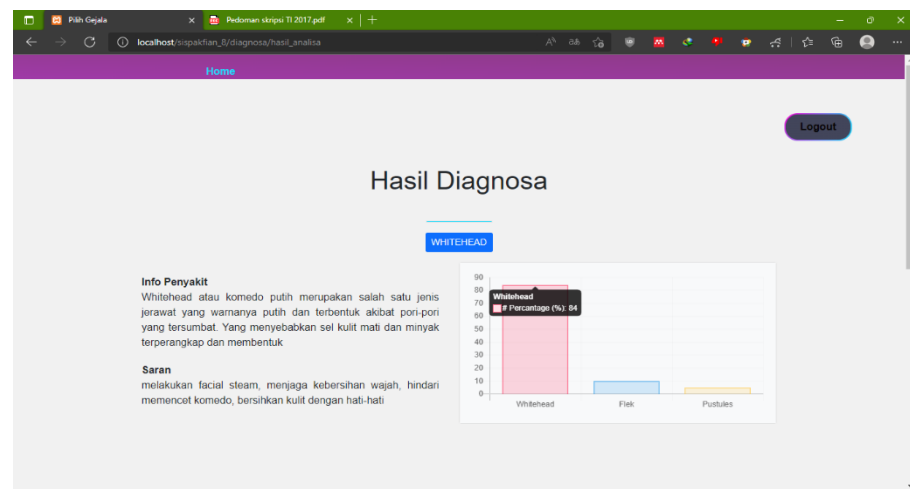 Pilih Gejala
Pedoman skripsi TI 2017.pdf
localhost/sispakfian_8/diagnosa/hasil_analisa
Home
Logout
Hasil Diagnosa
WHITEHEAD
Info Penyakit
Whitehead atau komedo putih merupakan salah satu jenis
jerawat yang warnanya putih dan terbentuk akibat pori-pori
yang tersumbat. Yang menyebabkan sel kulit mati dan minyak
terperangkap dan membentuk
Saran
melakukan facial steam, menjaga kebersihan wajah, hindari
memencet komedo, bersihkan kulit dengan hati-hati
90
80
70
60
50
40
30
20
10
0
Whitehead
# Percantage (%): 84
Whitehead Flek Pustules